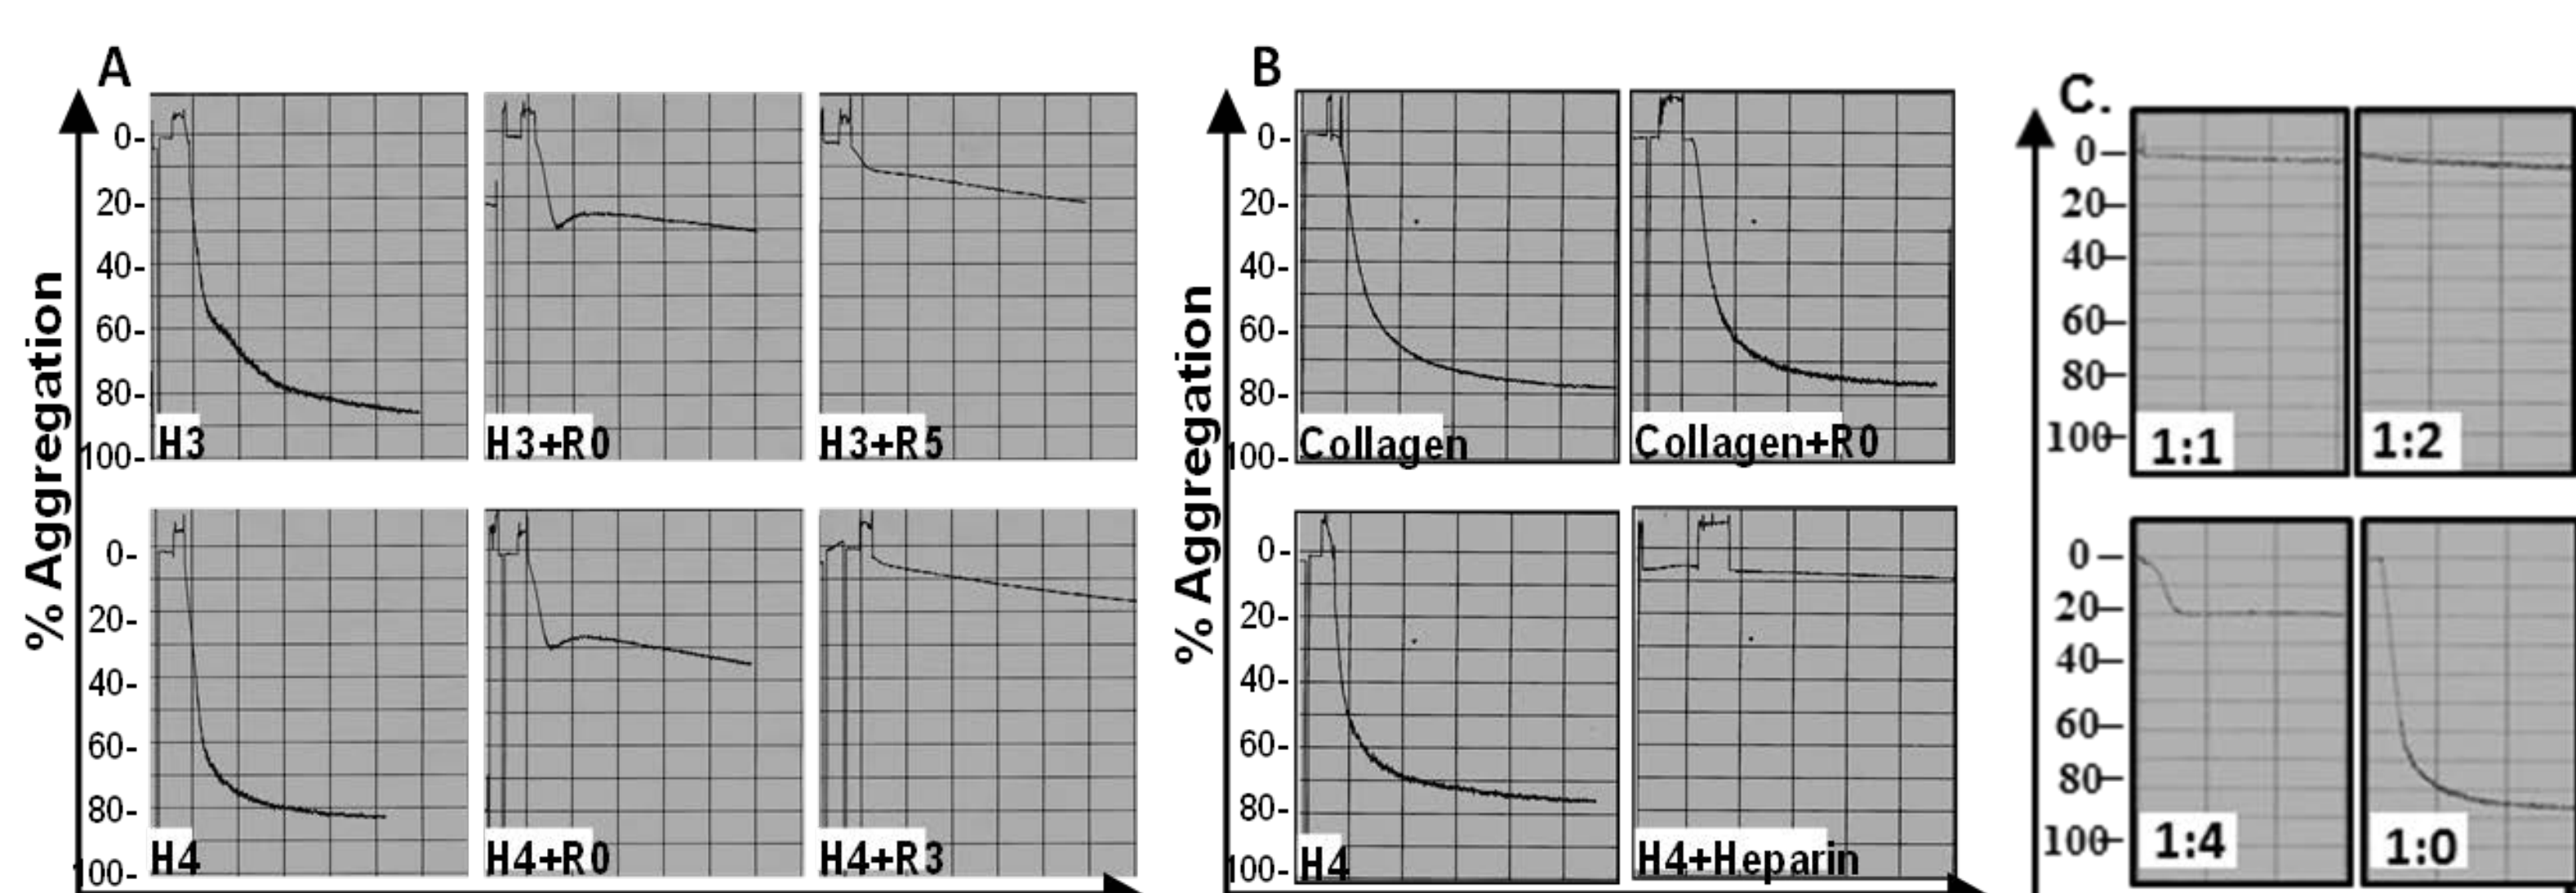 A
% Aggregation
0-
20-
40-
60-
80-
100-
H3
H3+R0
H3+R5
0-
20-
40-
60-
80-
100-
H4
H4+R0
H4+R3
B
% Aggregation
0-
20-
40-
60-
80-
100-
Collagen
Collagen+R0
0-
20-
40-
60-
80-
100-
H4
H4+Heparin
C.
0-
20-
40-
60-
80-
100-
1:1
1:2
0-
20-
40-
60-
80-
100-
1:4
1:0